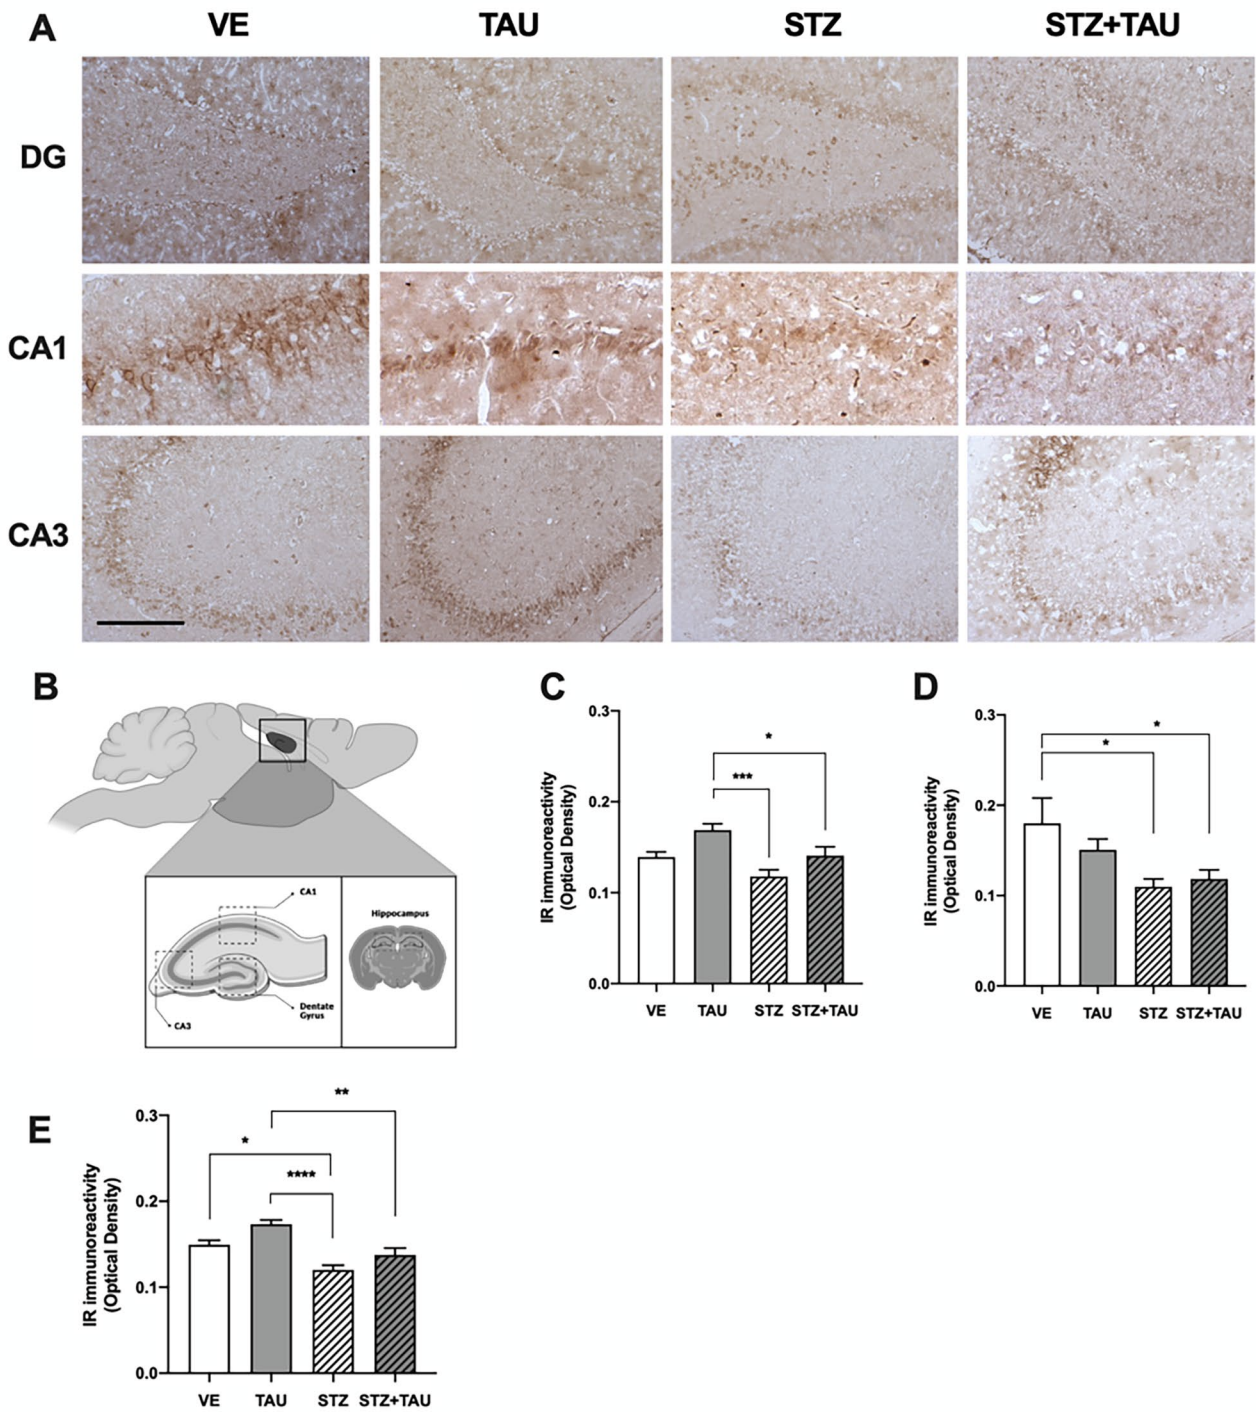 A
VE
TAU
STZ
STZ+TAU
DG
CA1
CA3
B
CA1
Hippocampus
Dentate
Gyrus
CA3
C
IR immunoreactivity
(Optical Density)
0.3
0.2
0.1
0.0
*
***
VE
TAU
STZ
STZ+TAU
D
IR immunoreactivity
(Optical Density)
0.3
0.2
0.1
0.0
*
*
VE
TAU
STZ
STZ+TAU
E
IR immunoreactivity
(Optical Density)
0.3
0.2
0.1
0.0
**
*
****
VE
TAU
STZ
STZ+TAU